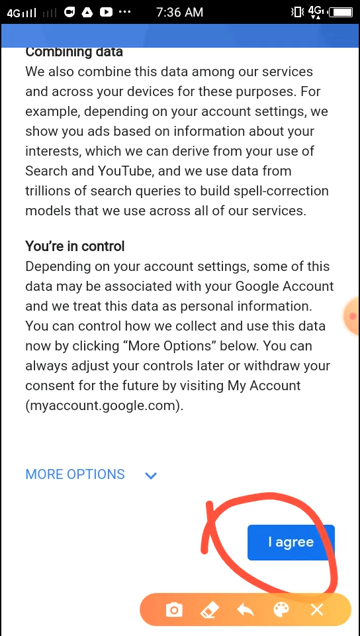 4G 7:36 AM 4G
Combining data
We also combine this data among our services
and across your devices for these purposes. For
example, depending on your account settings, we
show you ads based on information about your
interests, which we can derive from your use of
Search and YouTube, and we use data from
trillions of search queries to build spell-correction
models that we use across all of our services.
You’re in control
Depending on your account settings, some of this
data may be associated with your Google Account
and we treat this data as personal information.
You can control how we collect and use this data
now by clicking “More Options” below. You can
always adjust your controls later or withdraw your
consent for the future by visiting My Account
(myaccount.google.com).
MORE OPTIONS
I agree